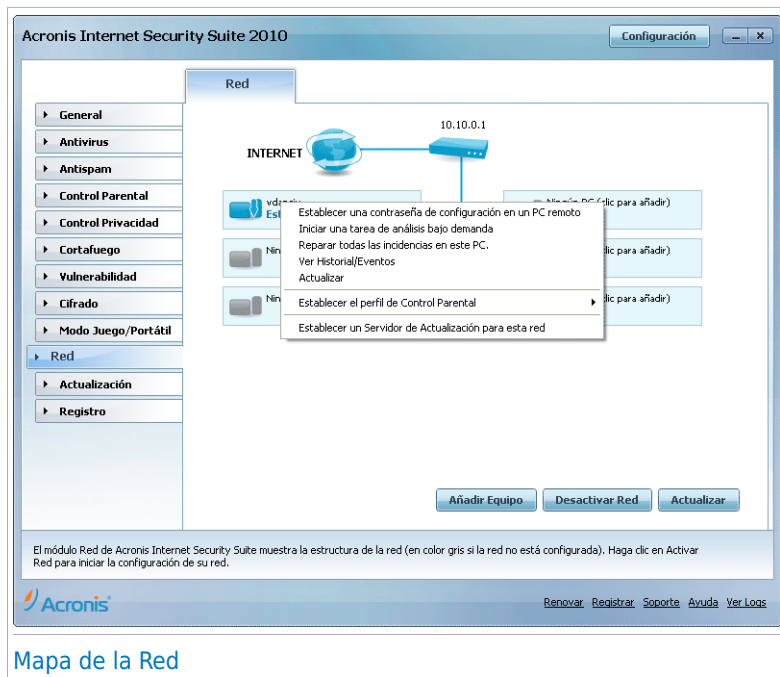 Acronis Internet Security Suite 2010
Configuración
Red
General
Antivirus
Antispam
Control Parental
Control Privacidad
Cortafuego
Vulnerabilidad
Cifrado
Modo Juego/Portátil
Red
Actualización
Registro
INTERNET
10.10.0.1
Establecer una contraseña de configuración en un PC remoto
Iniciar una tarea de análisis bajo demanda
Reparar todas las incidencias en este PC.
Ver Historial/Eventos
Actualizar
Establecer el perfil de Control Parental
Establecer un Servidor de Actualización para esta red
clic para añadir)
clic para añadir)
clic para añadir)
Añadir Equipo
Desactivar Red
Actualizar
El módulo Red de Acronis Internet Security Suite muestra la estructura de la red (en color gris si la red no está configurada). Haga clic en Activar
Red para iniciar la configuración de su red.
Acronis
Renovar Registrar Soporte Ayuda Ver Logs
Mapa de la Red